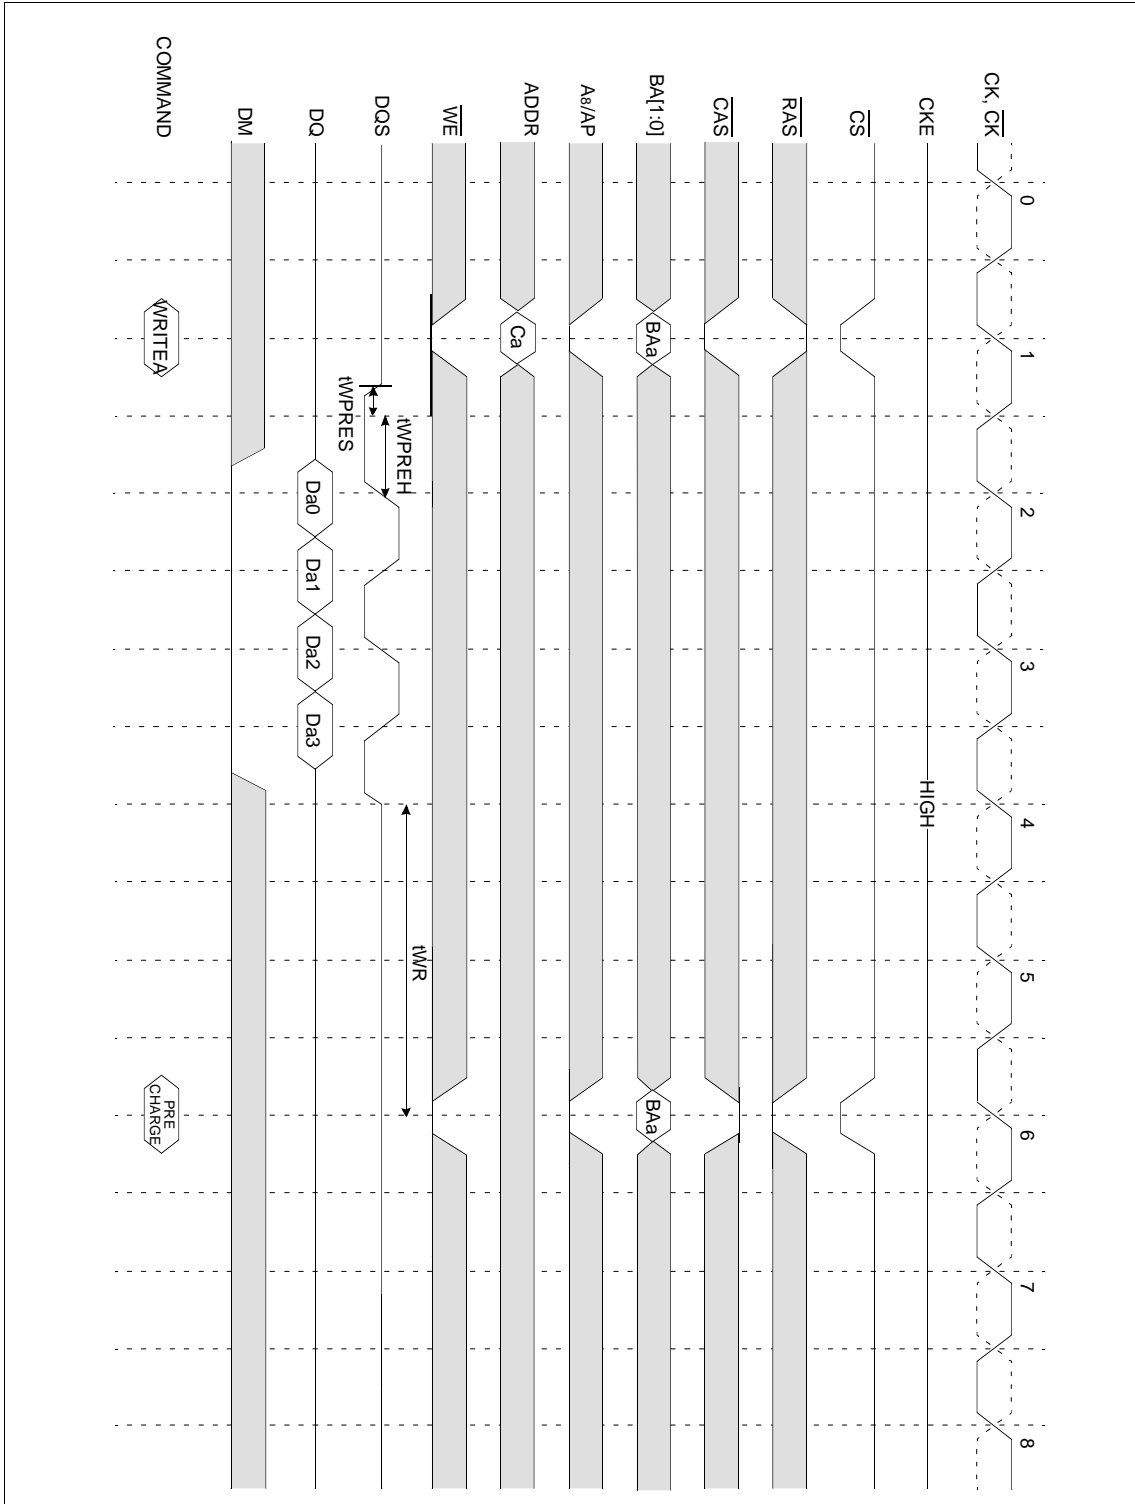 0 1 2 3 4 5 6 7 8
CK, CK
CKE HIGH
CS
RAS
CAS
BA[1:0] BAa BAa
A8/AP
ADDR Ca
WE
tWPREH tWR
DQS
tWPRES
DQ Da0 Da1 Da2 Da3
DM
COMMAND WRITEA PRE
CHARGE